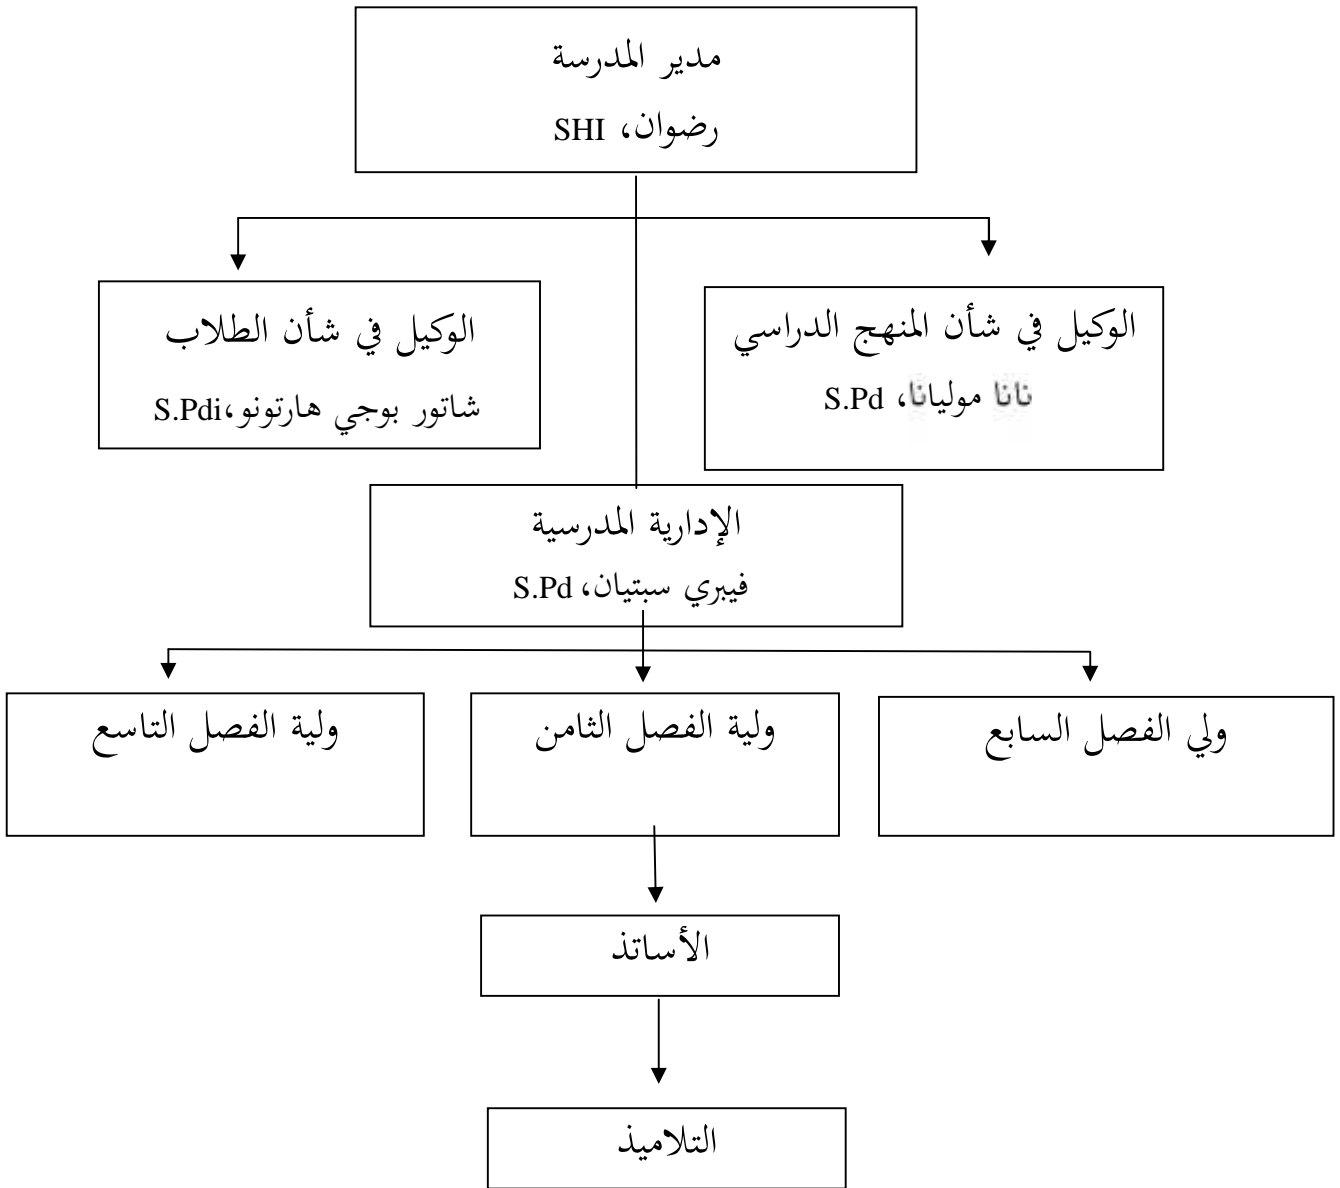 مدير المدرسة
رضوان، SHI
الوكيل في شأن المنهج الدراسي
نانا موليانا، S.Pd
الوكيل في شأن الطلاب
شاتور بوجي هارتونو،S.Pdi
الإدارية المدرسية
فيبري سبتيان، S.Pd
ولي الفصل السابع
ولية الفصل الثامن
ولية الفصل التاسع
الأساتذ
التلاميذ